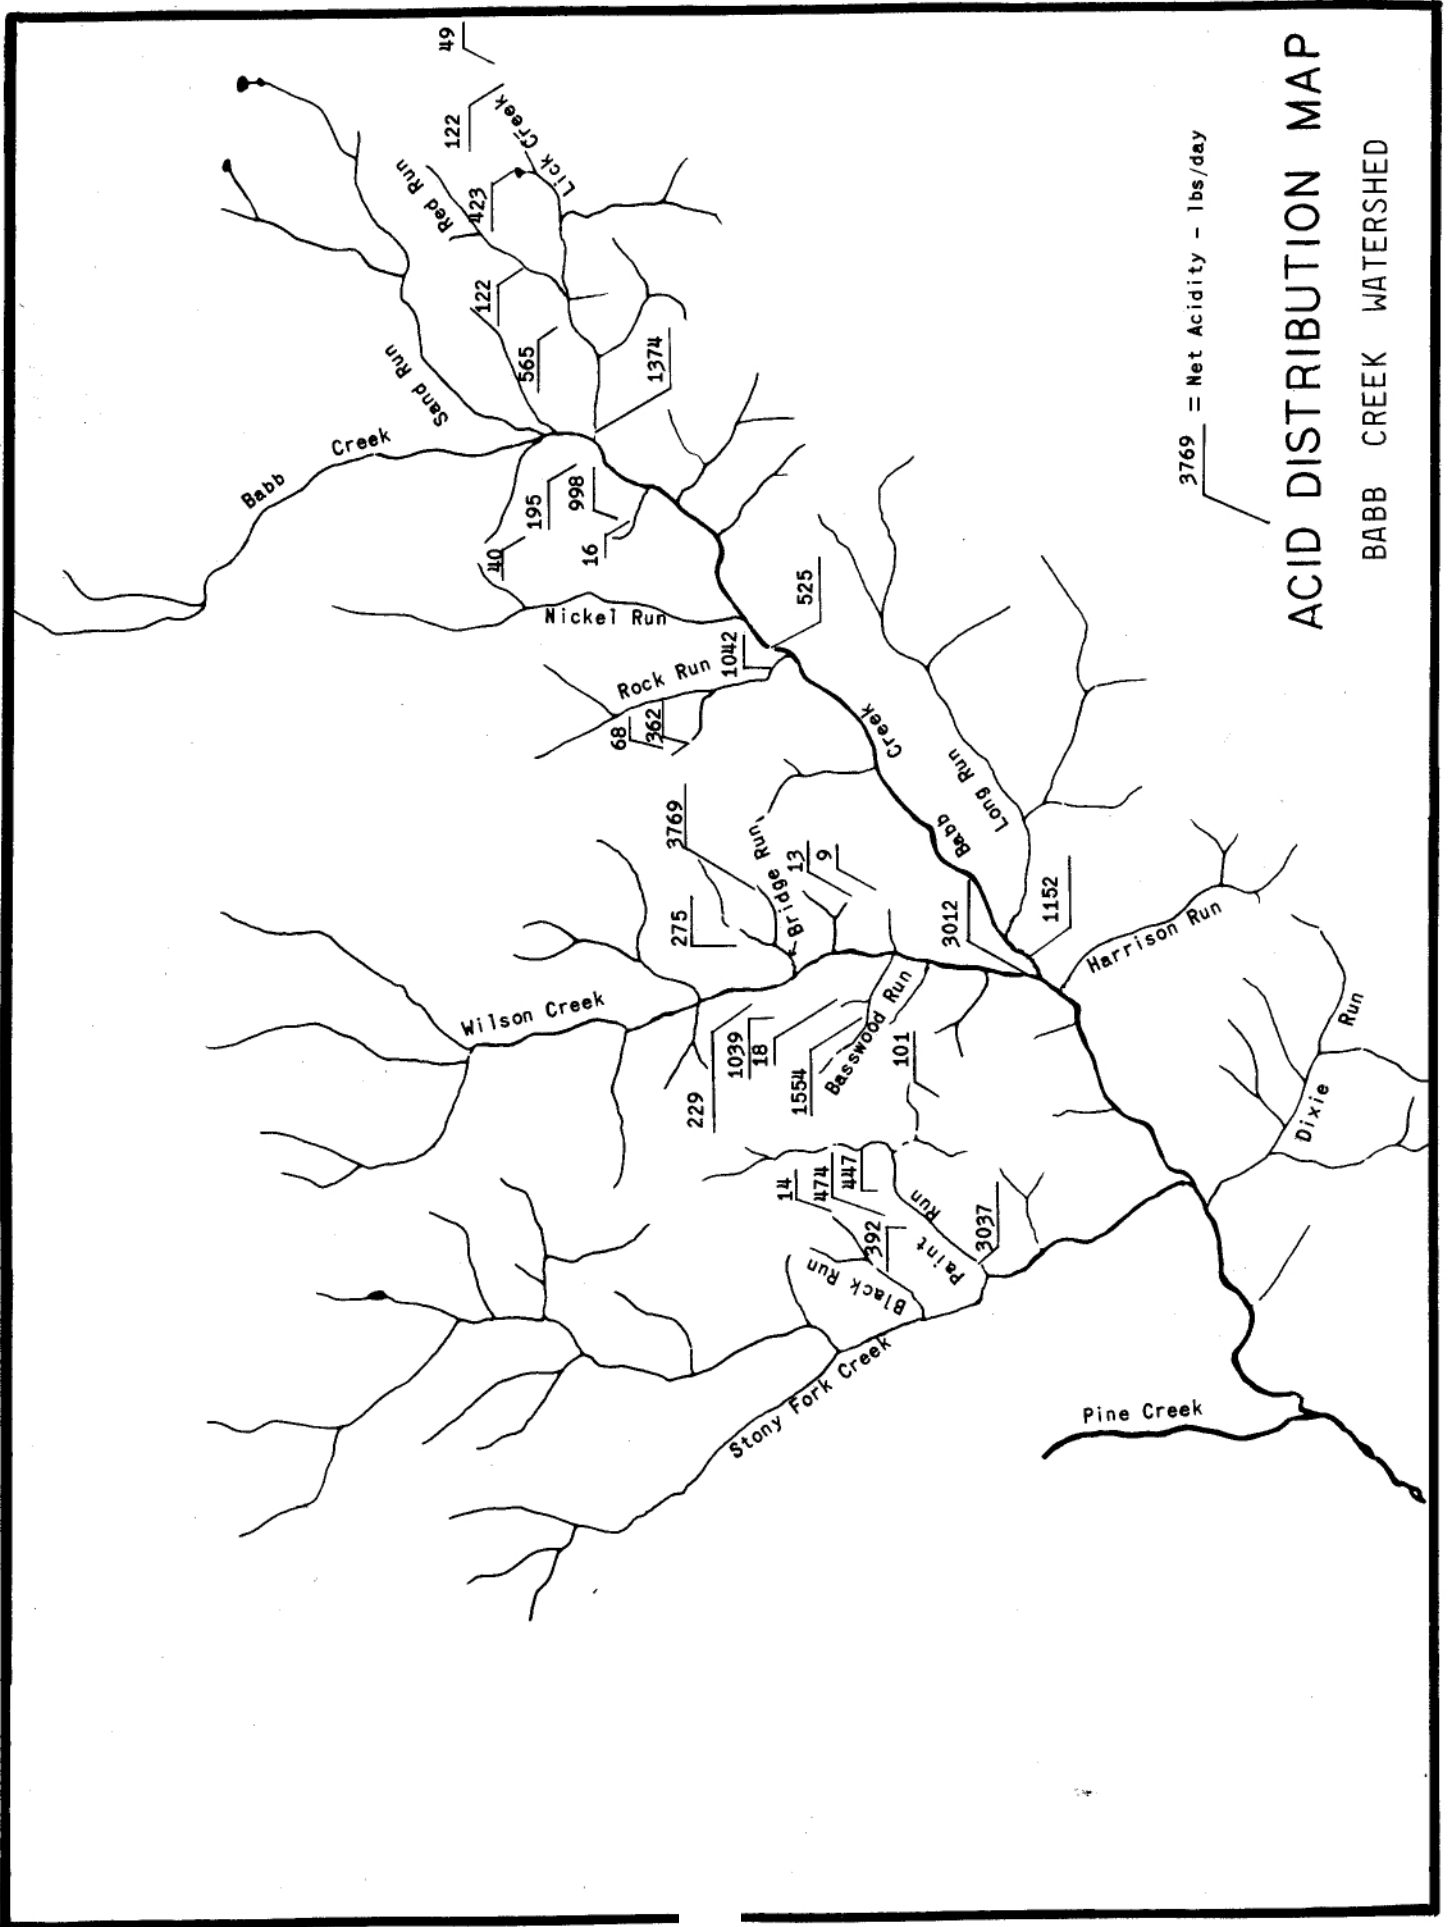 ACID DISTRIBUTION MAP
BABB CREEK WATERSHED
3769 = Net Acidity - lbs/day
49
122
Lick Creek
Red Run
423
122
565
1374
Sand Run
Babb Creek
195
998
40
16
Nickel Run
525
1042
Rock Run
68
362
Babb Creek
Long Run
3769
Bridge Run
13
9
275
3012
1152
Harrison Run
Wilson Creek
229
1039
18
1554
Basswood Run
101
Dixie Run
14
474
447
392
Paint Run
3037
Black Run
Stony Fork Creek
Pine Creek